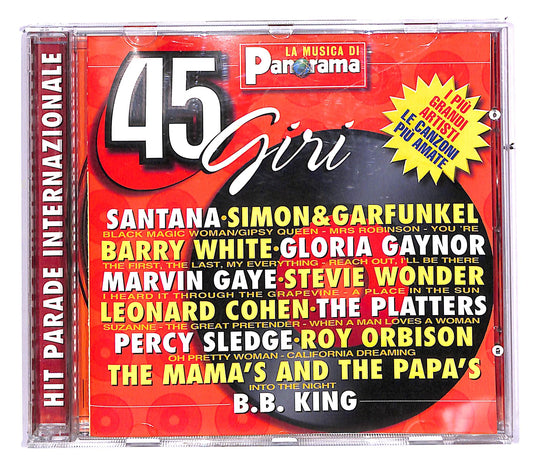 HIT PARADE INTERNAZIONALE
LA MUSICA DI
Panorama
45
Giri
I PIÙ
GRANDI
ARTISTI
LE CANZONI
PIÙ AMATE
SANTANA·SIMON&GARFUNKEL
BLACK MAGIC WOMAN/GIPSY QUEEN - MRS ROBINSON - YOU 'RE
BARRY WHITE·GLORIA GAYNOR
THE FIRST, THE LAST, MY EVERYTHING - REACH OUT, I'LL BE THERE
MARVIN GAYE·STEVIE WONDER
I HEARD IT THROUGH THE GRAPEVINE - A PLACE IN THE SUN
LEONARD COHEN·THE PLATTERS
SUZANNE - THE GREAT PRETENDER - WHEN A MAN LOVES A WOMAN
PERCY SLEDGE·ROY ORBISON
OH PRETTY WOMAN - CALIFORNIA DREAMING
THE MAMA'S AND THE PAPA'S
INTO THE NIGHT
B.B. KING